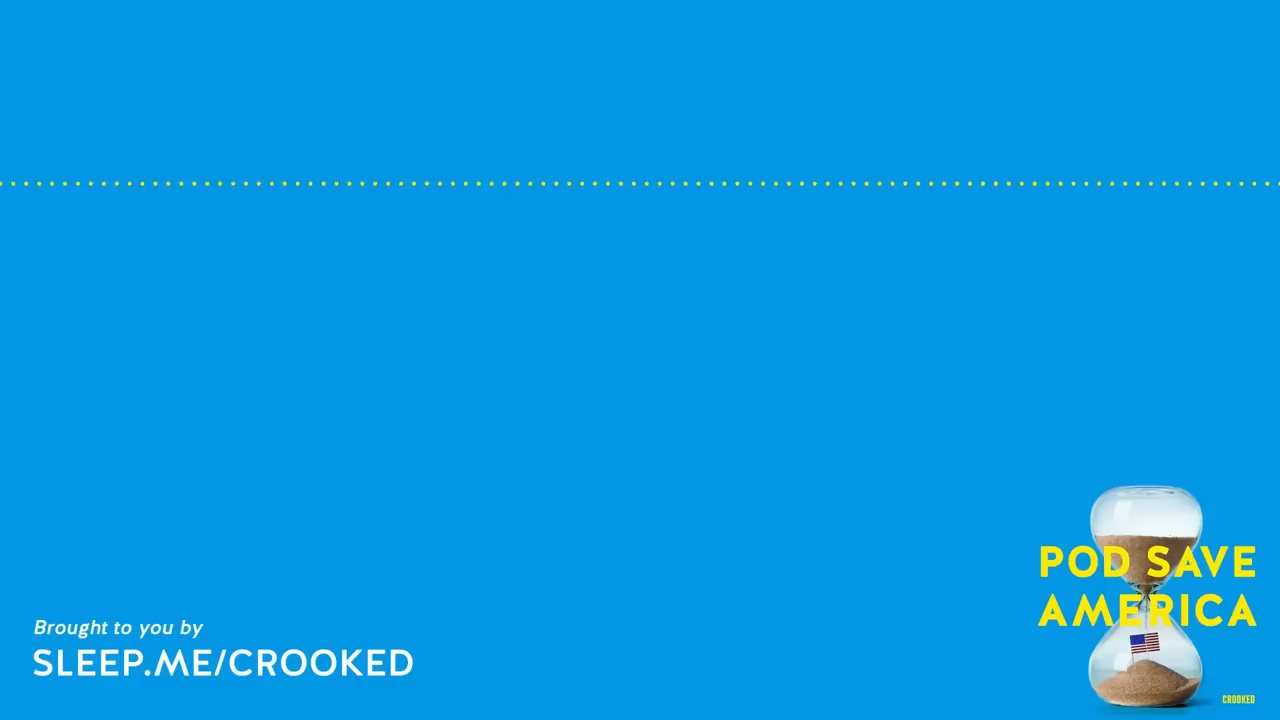 POD SAVE
AMERICA
Brought to you by
SLEEP.ME/CROOKED
CROOKED